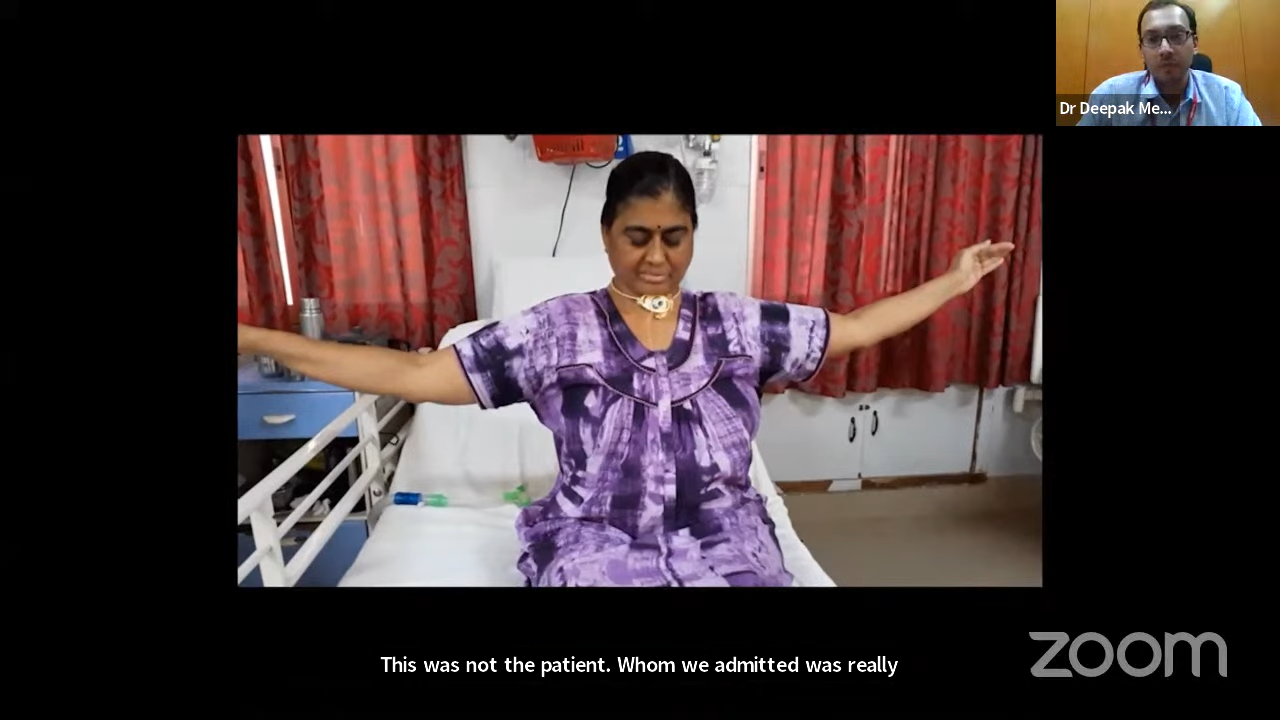 Dr Deepak Me...
This was not the patient. Whom we admitted was really
zoom